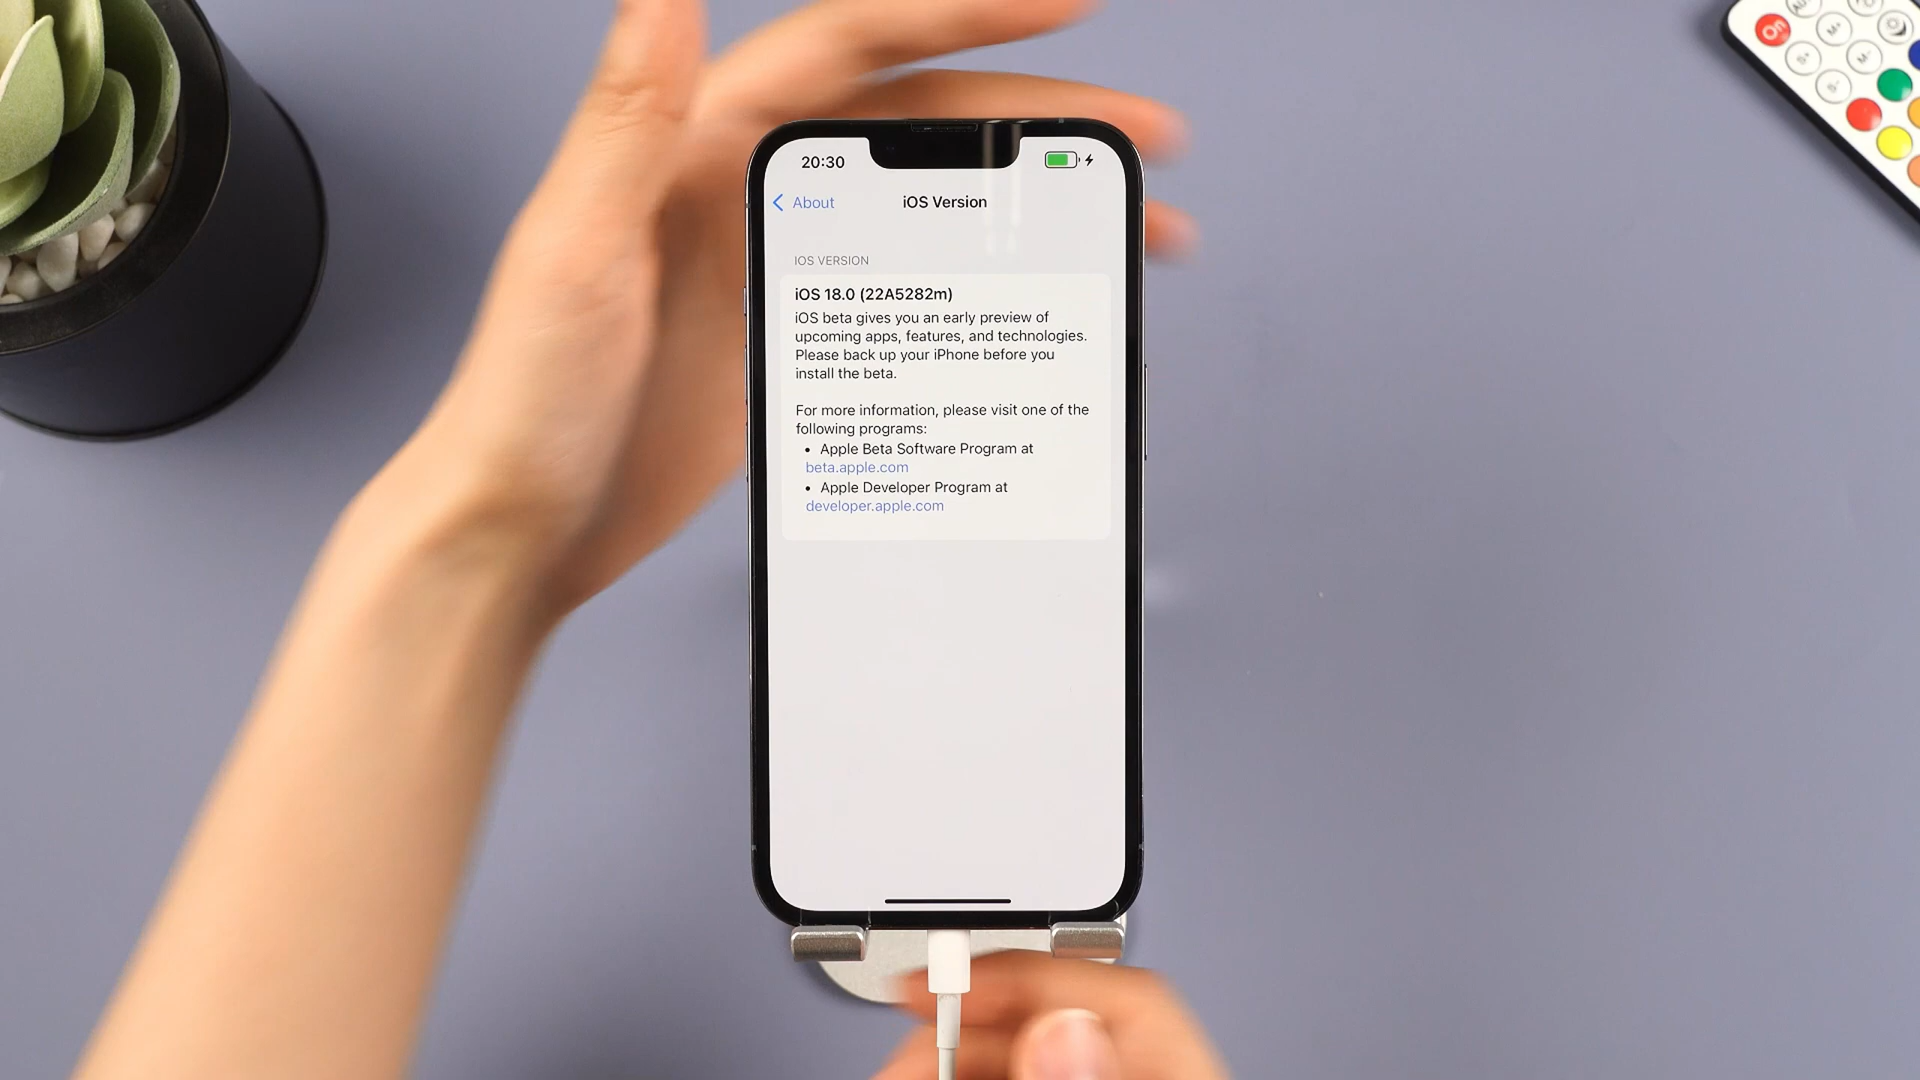 On
M+
S+
M-
S-
20:30
About
iOS Version
IOS VERSION
iOS 18.0 (22A5282m)
iOS beta gives you an early preview of
upcoming apps, features, and technologies.
Please back up your iPhone before you
install the beta.
For more information, please visit one of the
following programs:
• Apple Beta Software Program at
beta.apple.com
• Apple Developer Program at
developer.apple.com